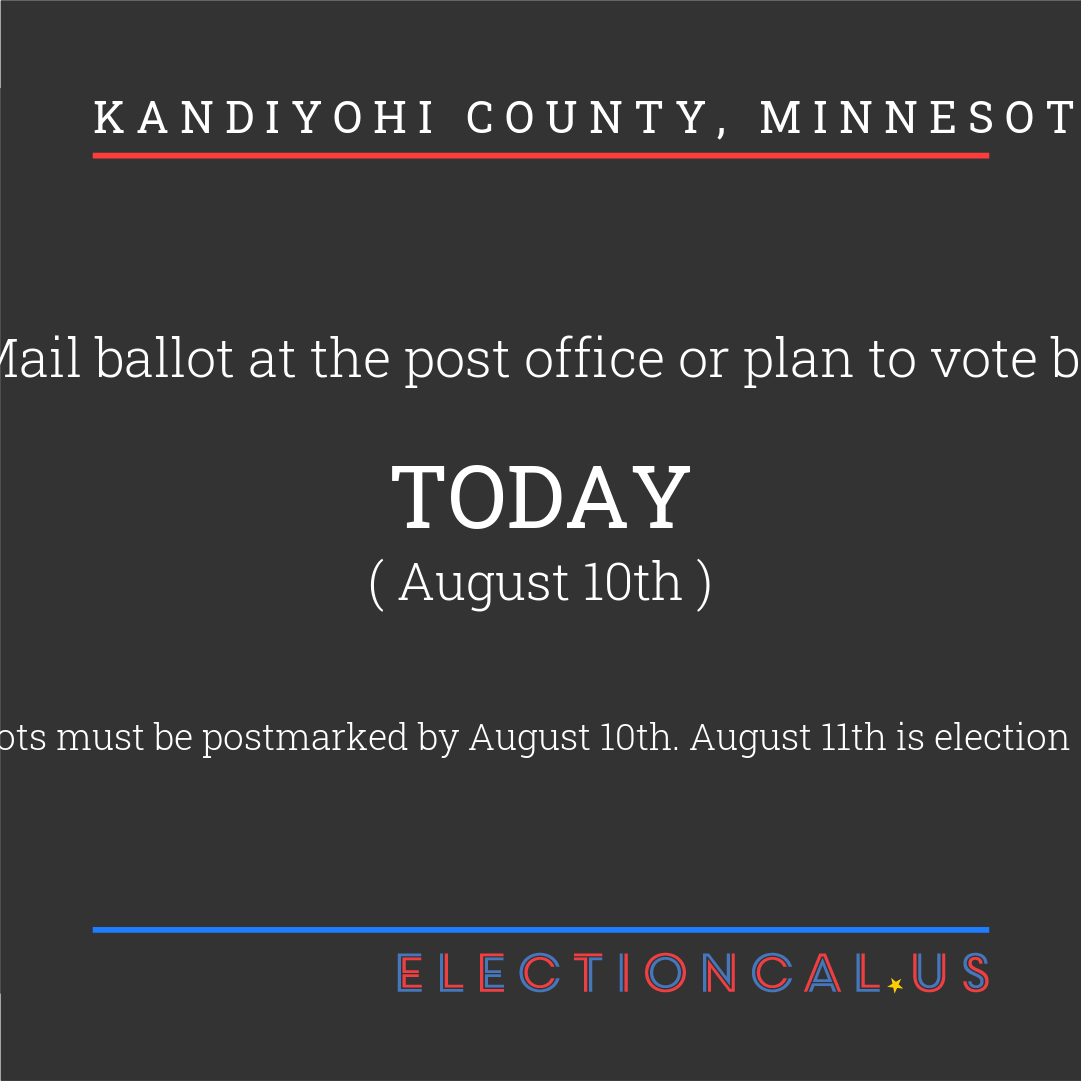 KANDIYOHI COUNTY, MINNESOT
Mail ballot at the post office or plan to vote b
TODAY
( August 10th )
ots must be postmarked by August 10th. August 11th is election
ELECTIONCAL.US